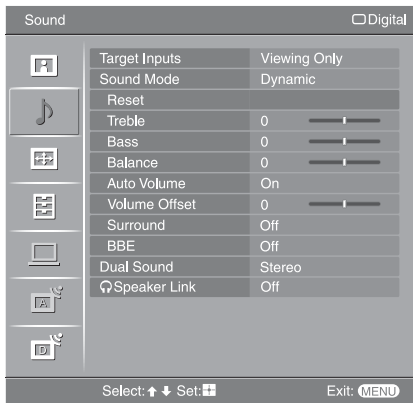 Sound Digital
Target Inputs Viewing Only
Sound Mode Dynamic
Reset
Treble 0
Bass 0
Balance 0
Auto Volume On
Volume Offset 0
Surround Off
BBE Off
Dual Sound Stereo
Speaker Link Off
A
D
Select: Set: Exit: MENU